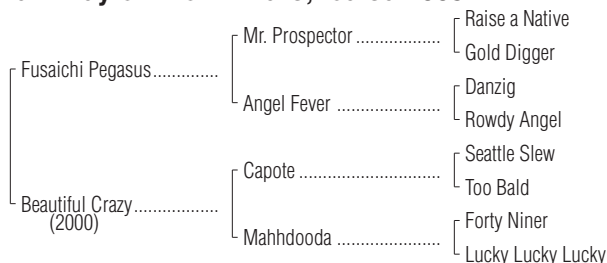 Raise a Native
Mr. Prospector ...................
Gold Digger
Fusaichi Pegasus..............
Danzig
Angel Fever .......................
Rowdy Angel
Seattle Slew
Capote ...............................
Too Bald
Beautiful Crazy..................
(2000)
Forty Niner
Mahhdooda .......................
Lucky Lucky Lucky